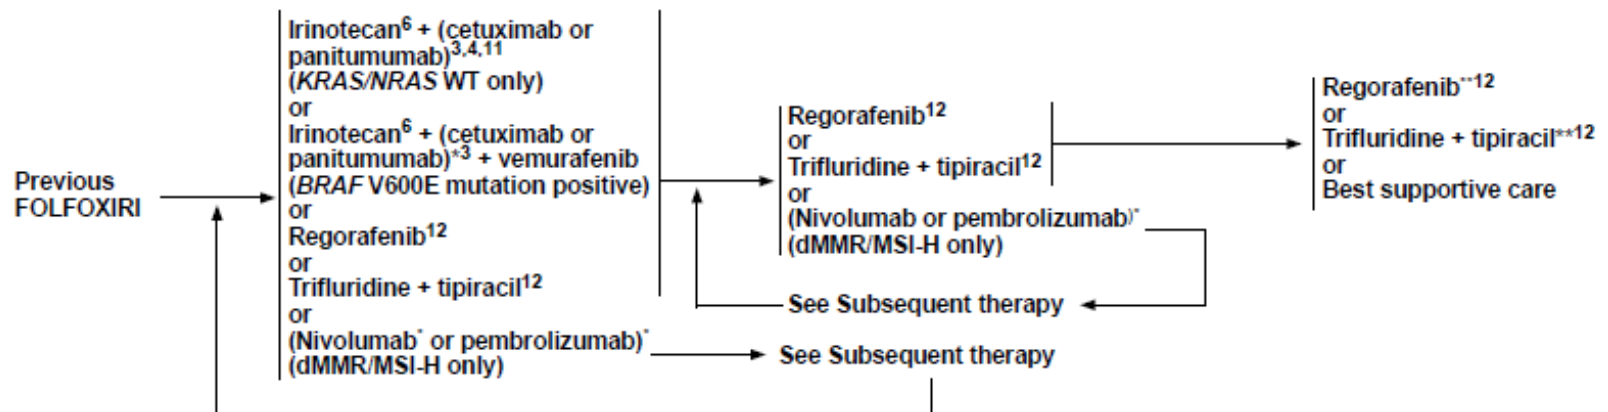 Previous
FOLFOXIRI
Irinotecan6 + (cetuximab or
panitumumab)3,4,11
(KRAS/NRAS WT only)
or
Irinotecan6 + (cetuximab or
panitumumab)*3 + vemurafenib
(BRAF V600E mutation positive)
or
Regorafenib12
or
Trifluridine + tipiracil12
or
(Nivolumab* or pembrolizumab)*
(dMMR/MSI-H only)
Regorafenib12
or
Trifluridine + tipiracil12
or
(Nivolumab or pembrolizumab)*
(dMMR/MSI-H only)
See Subsequent therapy
See Subsequent therapy
Regorafenib**12
or
Trifluridine + tipiracil**12
or
Best supportive care